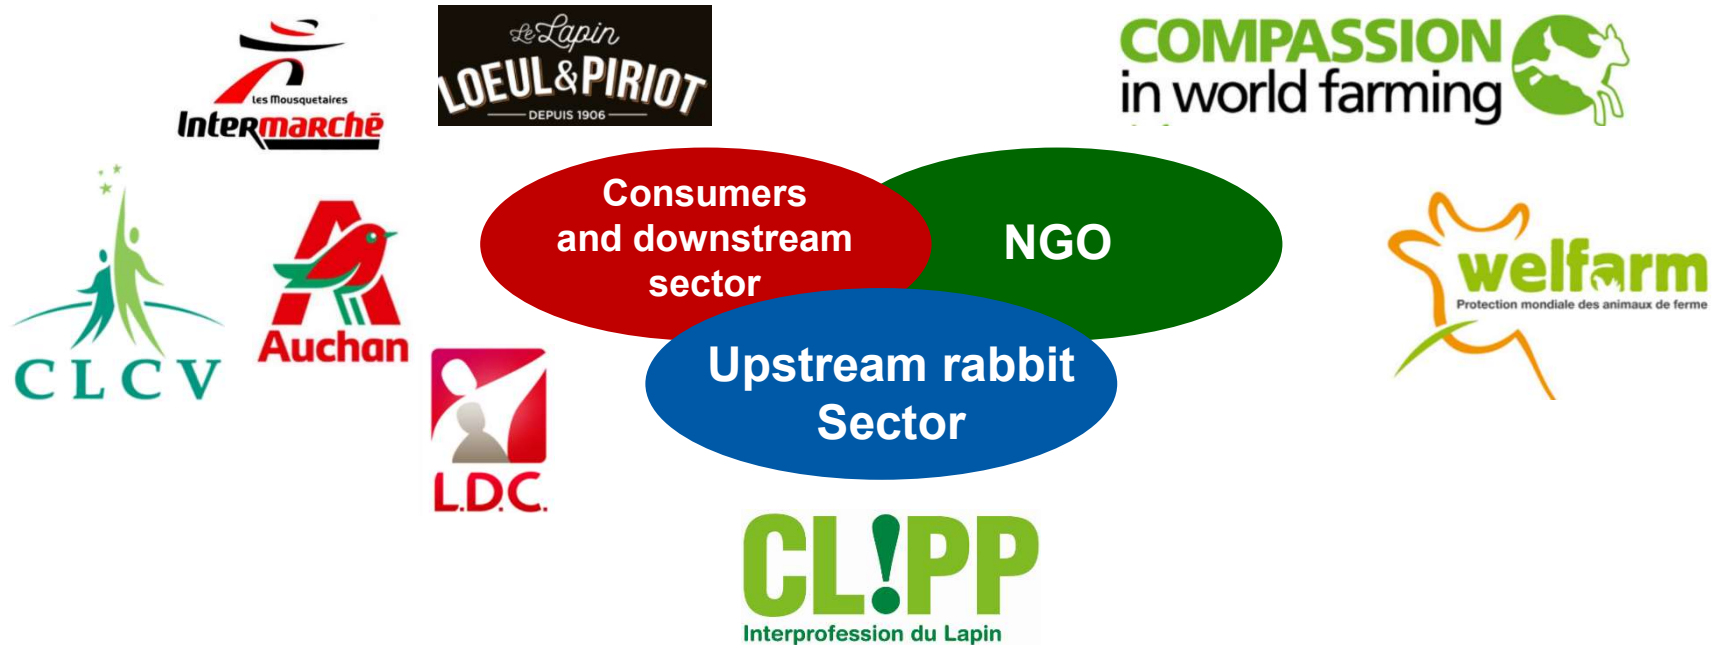 les Mousquetaires
Intermarchē
Le Lapin
LOEUL & PIRIOT
DEPUIS 1906
COMPASSION
in world farming
Consumers
and downstream
sector
NGO
welfarm
Protection mondiale des animaux de ferme
CLCV
Auchan
Upstream rabbit
Sector
L.D.C.
CL!PP
Interprofession du Lapin